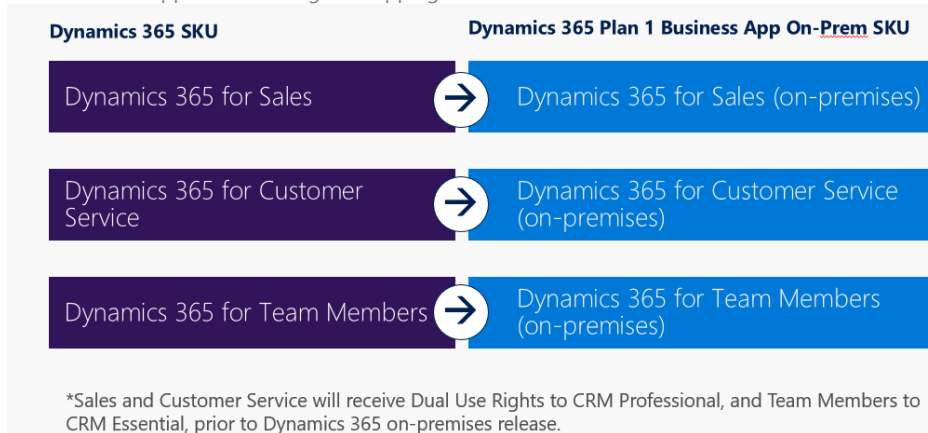 Dynamics 365 SKU
Dynamics 365 Plan 1 Business App On-Prem SKU
Dynamics 365 for Sales
Dynamics 365 for Sales (on-premises)
Dynamics 365 for Customer
Service
Dynamics 365 for Customer Service
(on-premises)
Dynamics 365 for Team Members
Dynamics 365 for Team Members
(on-premises)
*Sales and Customer Service will receive Dual Use Rights to CRM Professional, and Team Members to
CRM Essential, prior to Dynamics 365 on-premises release.